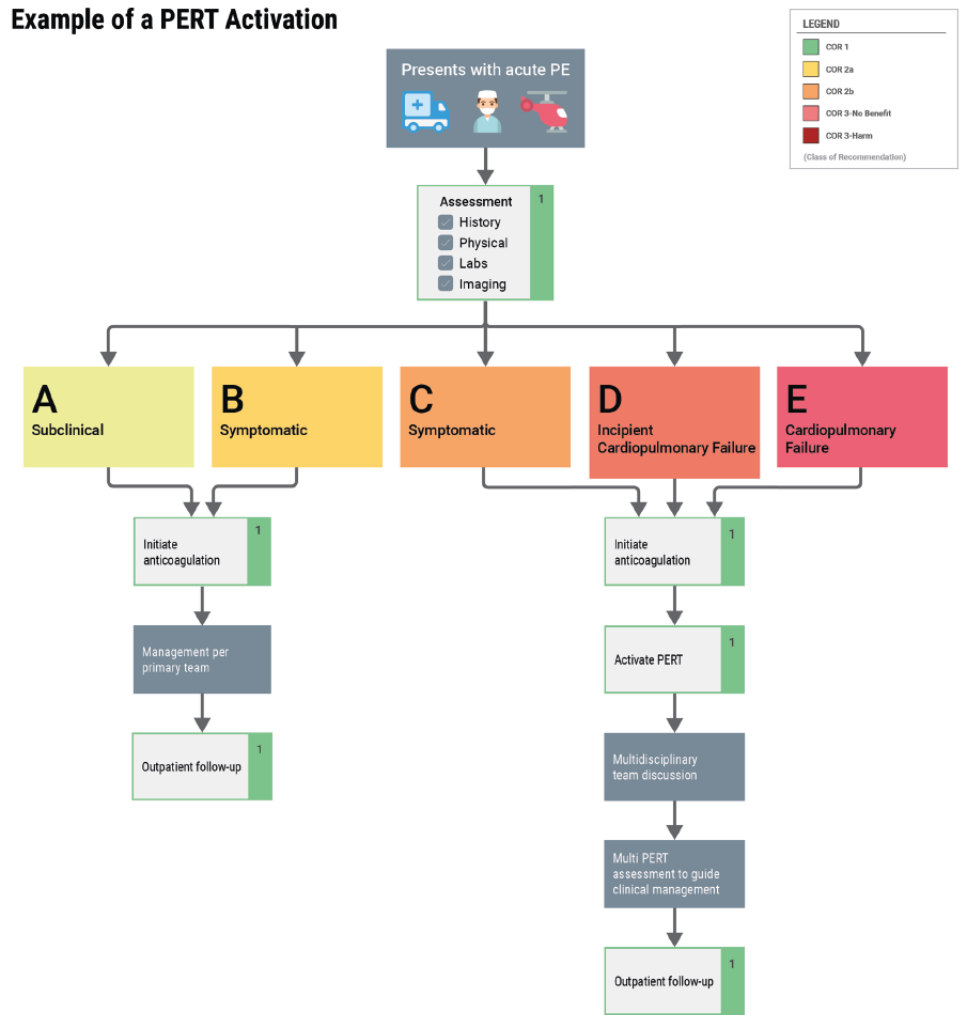 Example of a PERT Activation
LEGEND
COR 1
COR 2a
COR 2b
COR 3-No Benefit
COR 3-Harm
(Class of Recommendation)
Presents with acute PE
Assessment
1
History
Physical
Labs
Imaging
A
Subclinical
B
Symptomatic
C
Symptomatic
D
Incipient
Cardiopulmonary Failure
E
Cardiopulmonary
Failure
Initiate
anticoagulation
1
Management per
primary team
Outpatient follow-up
1
Initiate
anticoagulation
1
Activate PERT
1
Multidisciplinary
team discussion
Multi PERT
assessment to guide
clinical management
Outpatient follow-up
1